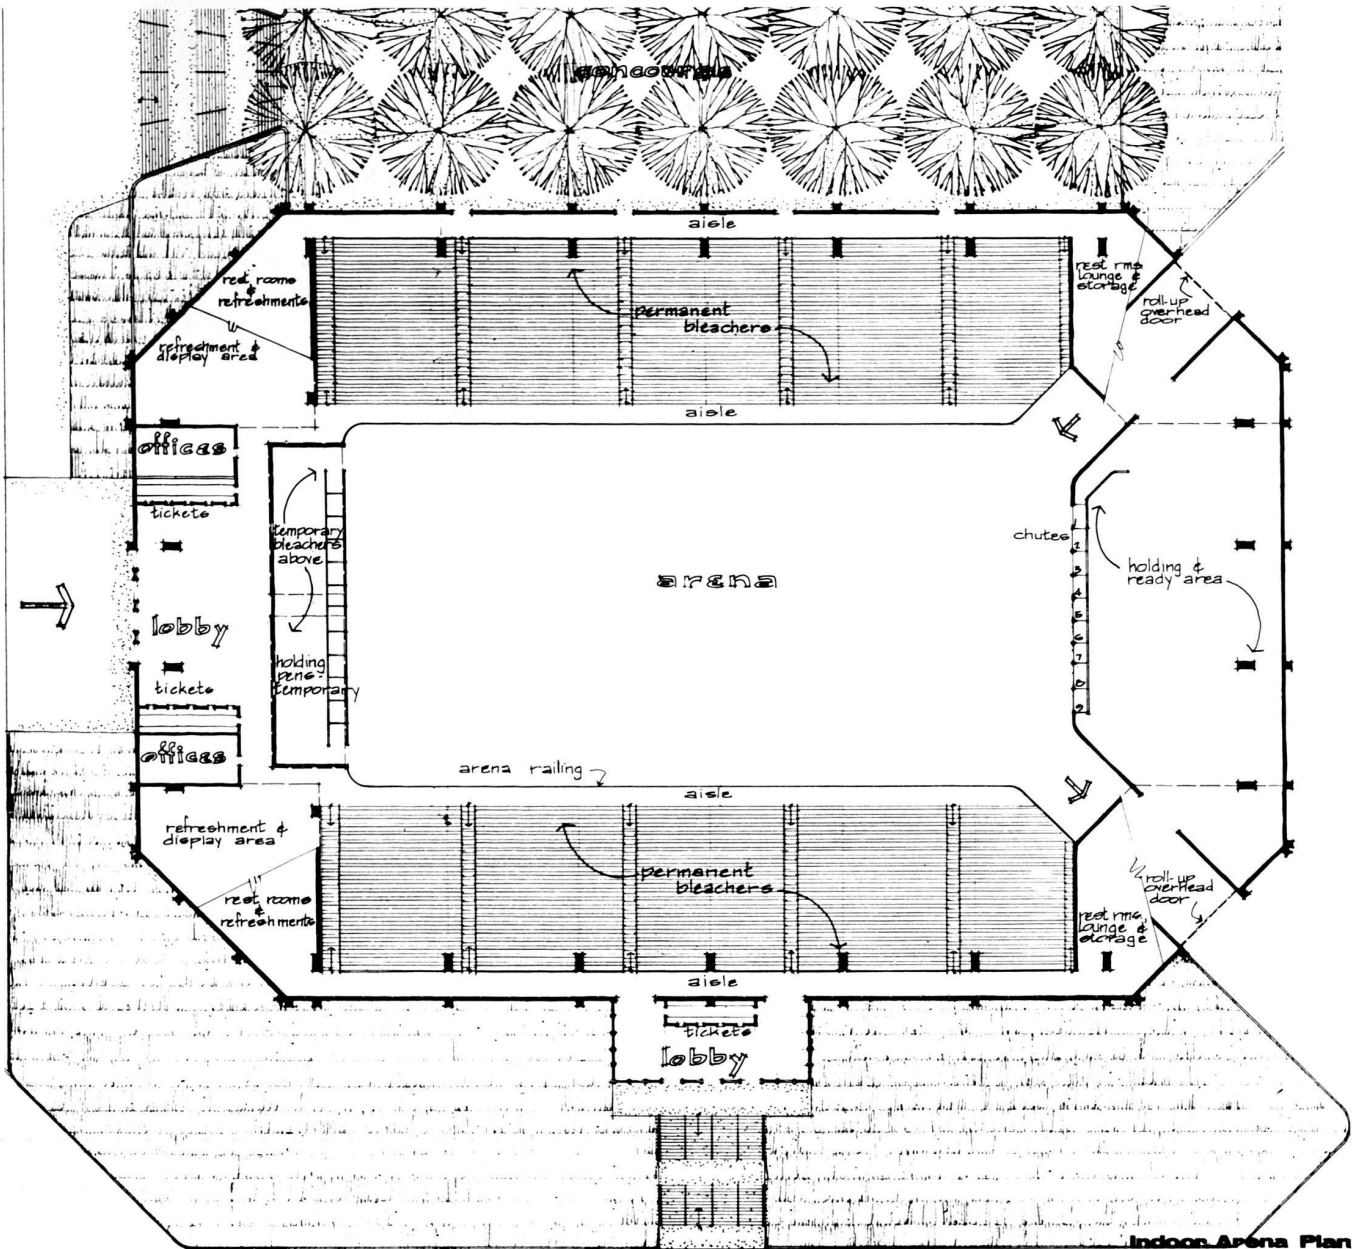 concourse
aisle
rest rooms
&
refreshments
permanent
bleachers
rest rms,
lounge &
storage
roll-up
overhead
door
refreshment &
display area
aisle
offices
tickets
temporary
bleachers
above
chutes
1
2
3
4
5
6
7
8
9
holding &
ready area
arena
lobby
holding
pens-
temporary
tickets
offices
arena railing
aisle
refreshment &
display area
permanent
bleachers
rest rooms
&
refreshments
roll-up
overhead
door
rest rms,
lounge &
storage
aisle
tickets
lobby
Indoor Arena Plan